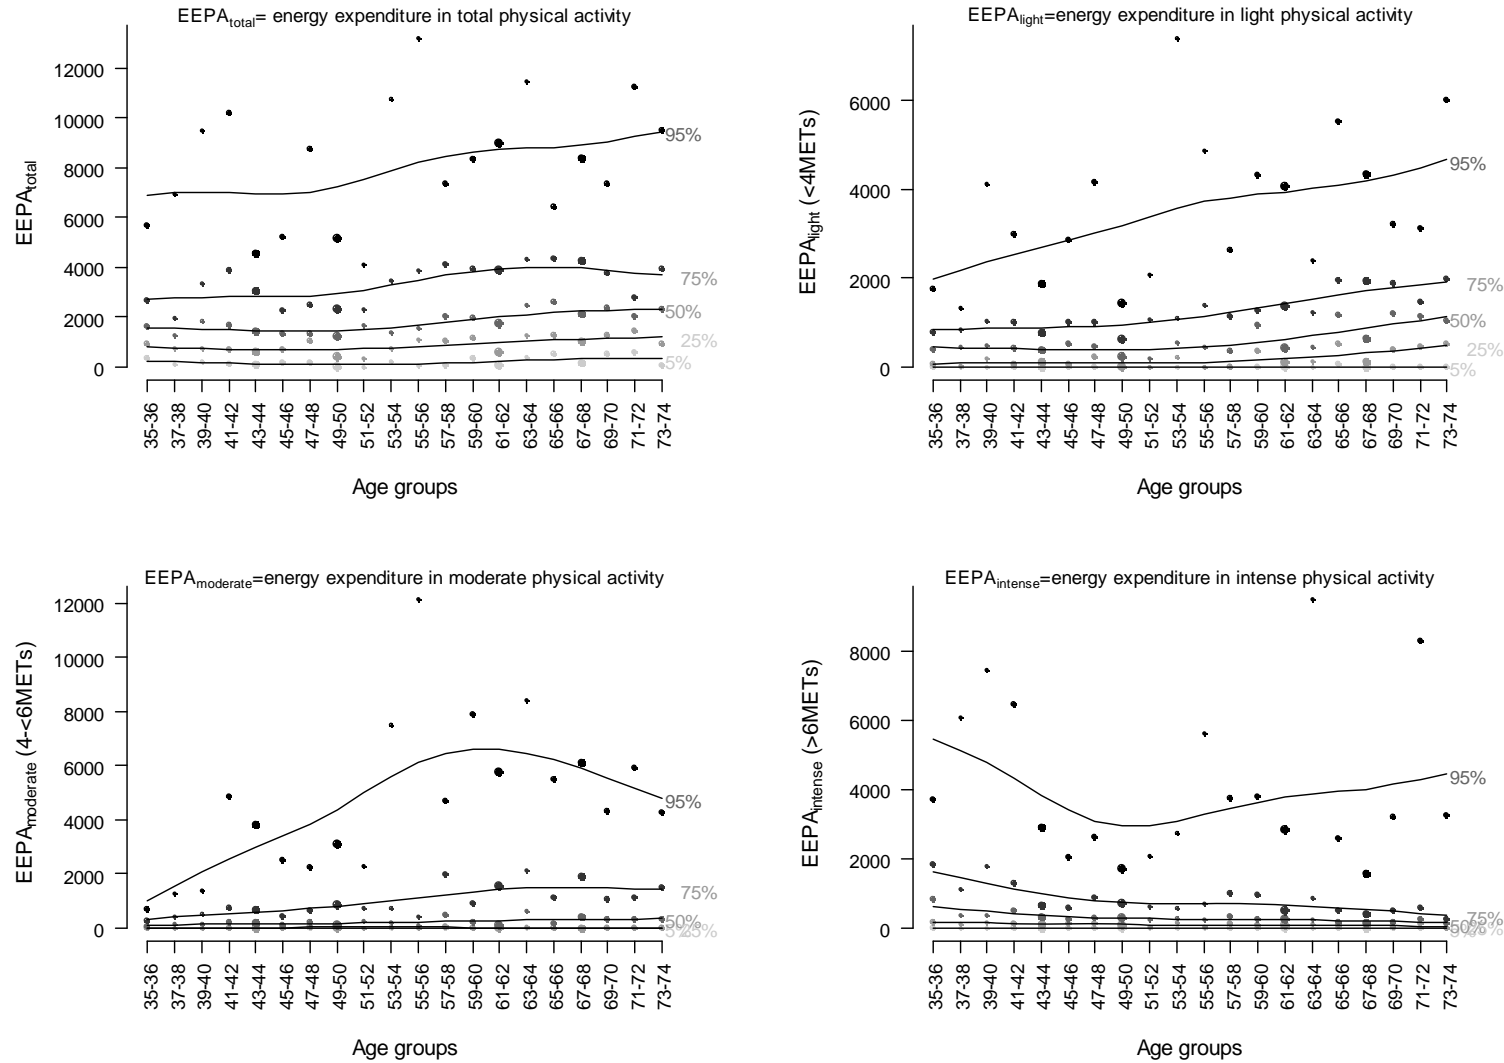 EEPAtotal= energy expenditure in total physical activity
EEPAtotal
12000
10000
8000
6000
4000
2000
0
95%
75%
50%
25%
5%
35-36 37-38 39-40 41-42 43-44 45-46 47-48 49-50 51-52 53-54 55-56 57-58 59-60 61-62 63-64 65-66 67-68 69-70 71-72 73-74
Age groups
EEPAlight=energy expenditure in light physical activity
EEPAlight (<4METs)
6000
4000
2000
0
95%
75%
50%
25%
5%
35-36 37-38 39-40 41-42 43-44 45-46 47-48 49-50 51-52 53-54 55-56 57-58 59-60 61-62 63-64 65-66 67-68 69-70 71-72 73-74
Age groups
EEPAmoderate=energy expenditure in moderate physical activity
EEPAmoderate (4-<6METs)
12000
10000
8000
6000
4000
2000
0
95%
75%
50%
35-36 37-38 39-40 41-42 43-44 45-46 47-48 49-50 51-52 53-54 55-56 57-58 59-60 61-62 63-64 65-66 67-68 69-70 71-72 73-74
Age groups
EEPAintense=energy expenditure in intense physical activity
EEPAintense (>6METs)
8000
6000
4000
2000
0
95%
75%
50%
35-36 37-38 39-40 41-42 43-44 45-46 47-48 49-50 51-52 53-54 55-56 57-58 59-60 61-62 63-64 65-66 67-68 69-70 71-72 73-74
Age groups